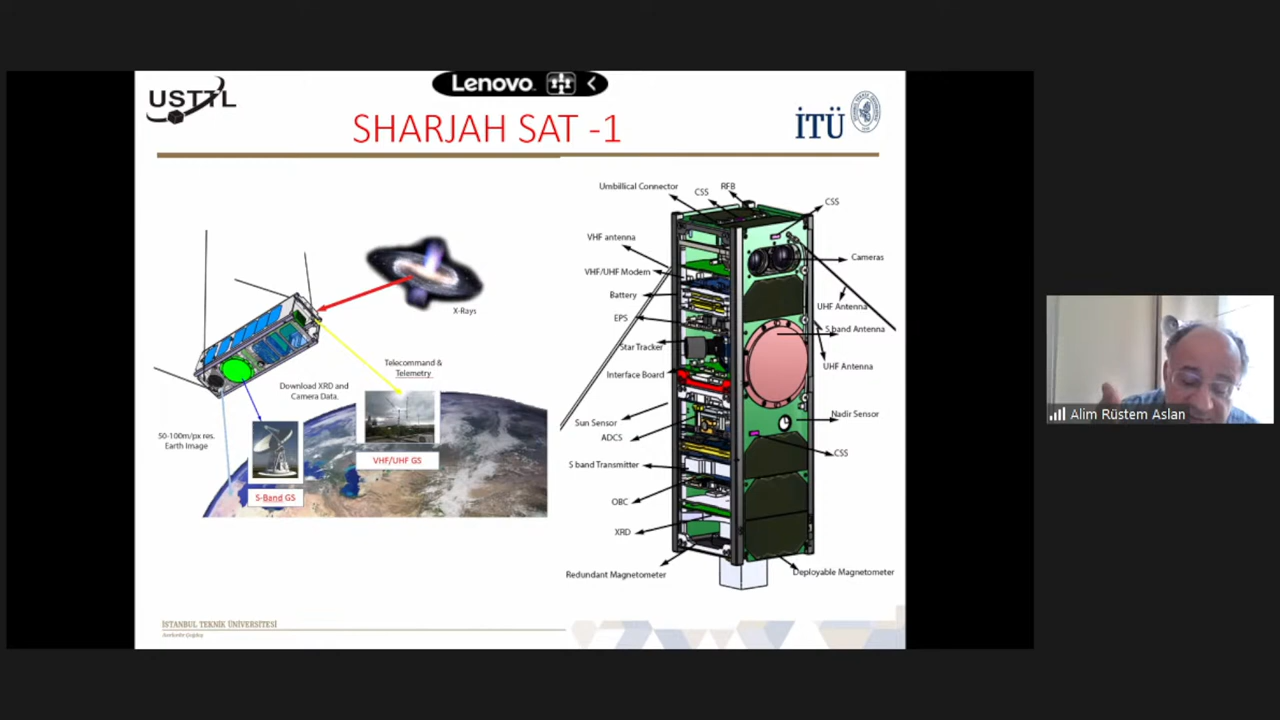 Lenovo
USTTL
SHARJAH SAT -1
İTÜ
X-Rays
Telecommand &
Telemetry
Download XRD and
Camera Data.
50-100m/px res.
Earth Image
VHF/UHF GS
S-Band GS
Umbillical Connector
CSS
RFB
CSS
VHF antenna
Cameras
VHF/UHF Modem
Battery
UHF Antenna
EPS
S band Antenna
Star Tracker
UHF Antenna
Interface Board
Nadir Sensor
Sun Sensor
ADCS
CSS
S band Transmitter
OBC
XRD
Redundant Magnetometer
Deployable Magnetometer
İSTANBUL TEKNİK ÜNİVERSİTESİ
Asırlardır Çağdaş
Alim Rüstem Aslan